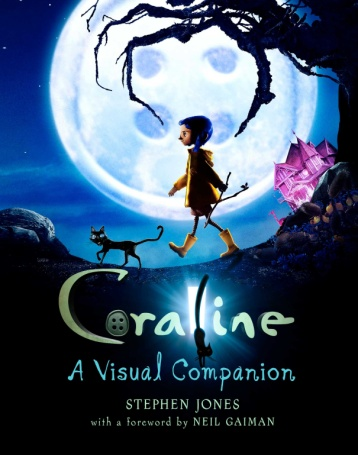 Coraline
A Visual Companion
STEPHEN JONES
with a foreword by NEIL GAIMAN